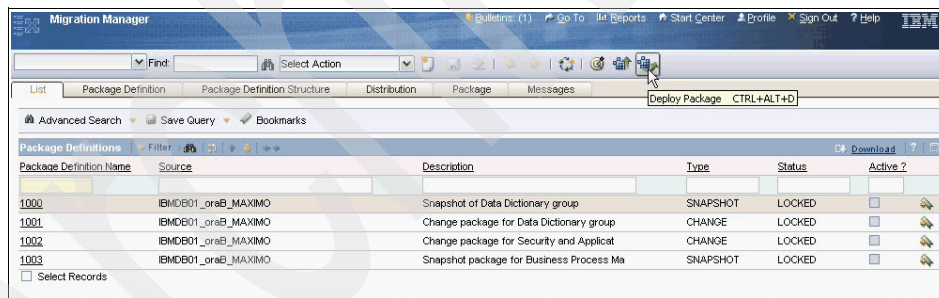 Migration Manager
Bulletins: (1) Go To Reports Start Center Profile Sign Out ? Help IBM
Find: Select Action
List Package Definition Package Definition Structure Distribution Package Messages
Deploy Package CTRL+ALT+D
Advanced Search Save Query Bookmarks
Package Definitions Filter Download ?
Package Definition Name Source Description Type Status Active ?
1000 IBMDB01_oraB_MAXIMO Snapshot of Data Dictionary group SNAPSHOT LOCKED
1001 IBMDB01_oraB_MAXIMO Change package for Data Dictionary group CHANGE LOCKED
1002 IBMDB01_oraB_MAXIMO Change package for Security and Applicat CHANGE LOCKED
1003 IBMDB01_oraB_MAXIMO Snapshot package for Business Process Ma SNAPSHOT LOCKED
Select Records